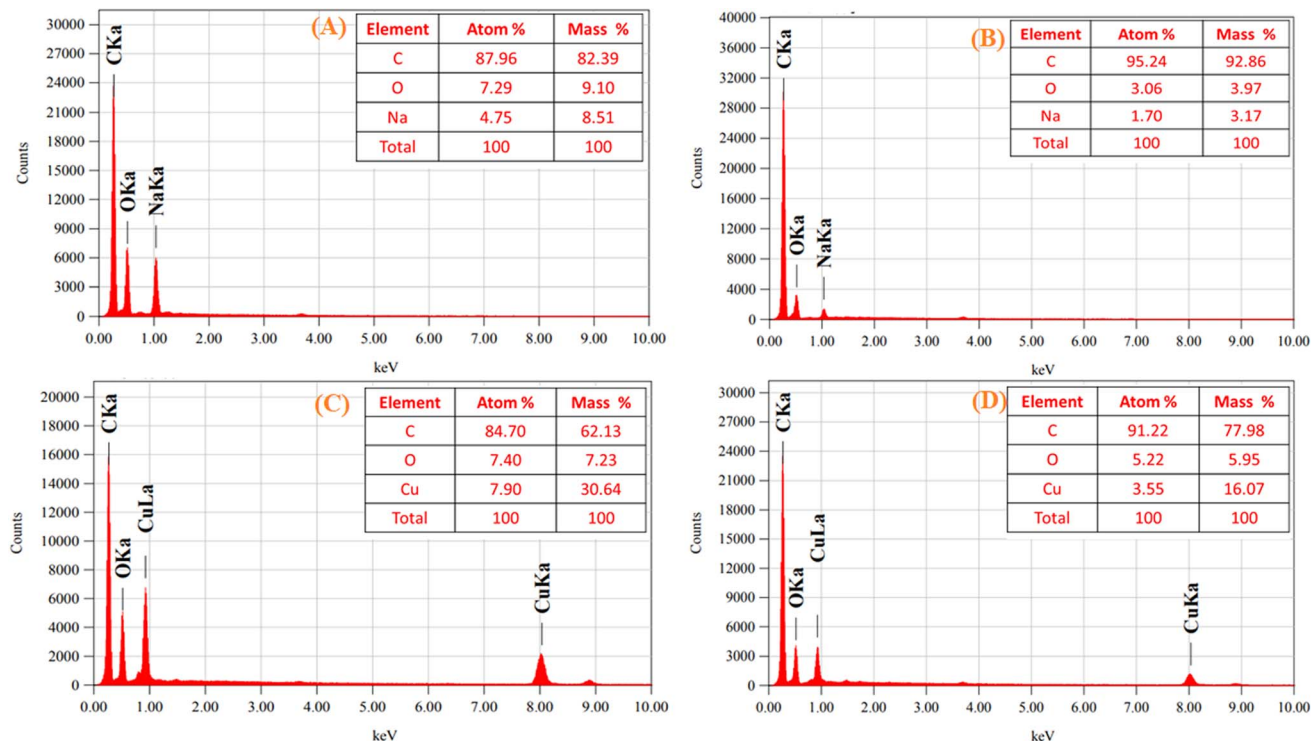 (A)
Element Atom % Mass %
C 87.96 82.39
O 7.29 9.10
Na 4.75 8.51
Total 100 100
30000
27000
24000
21000
18000
15000
12000
9000
6000
3000
0
Counts
CKa
OKa
NaKa
0.00 1.00 2.00 3.00 4.00 5.00 6.00 7.00 8.00 9.00 10.00
keV
(B)
Element Atom % Mass %
C 95.24 92.86
O 3.06 3.97
Na 1.70 3.17
Total 100 100
40000
36000
32000
28000
24000
20000
16000
12000
8000
4000
0
Counts
CKa
OKa
NaKa
0.00 1.00 2.00 3.00 4.00 5.00 6.00 7.00 8.00 9.00 10.00
keV
(C)
Element Atom % Mass %
C 84.70 62.13
O 7.40 7.23
Cu 7.90 30.64
Total 100 100
20000
18000
16000
14000
12000
10000
8000
6000
4000
2000
0
Counts
CKa
OKa
CuLa
CuKa
0.00 1.00 2.00 3.00 4.00 5.00 6.00 7.00 8.00 9.00 10.00
keV
(D)
Element Atom % Mass %
C 91.22 77.98
O 5.22 5.95
Cu 3.55 16.07
Total 100 100
30000
27000
24000
21000
18000
15000
12000
9000
6000
3000
0
Counts
CKa
OKa
CuLa
CuKa
0.00 1.00 2.00 3.00 4.00 5.00 6.00 7.00 8.00 9.00 10.00
keV